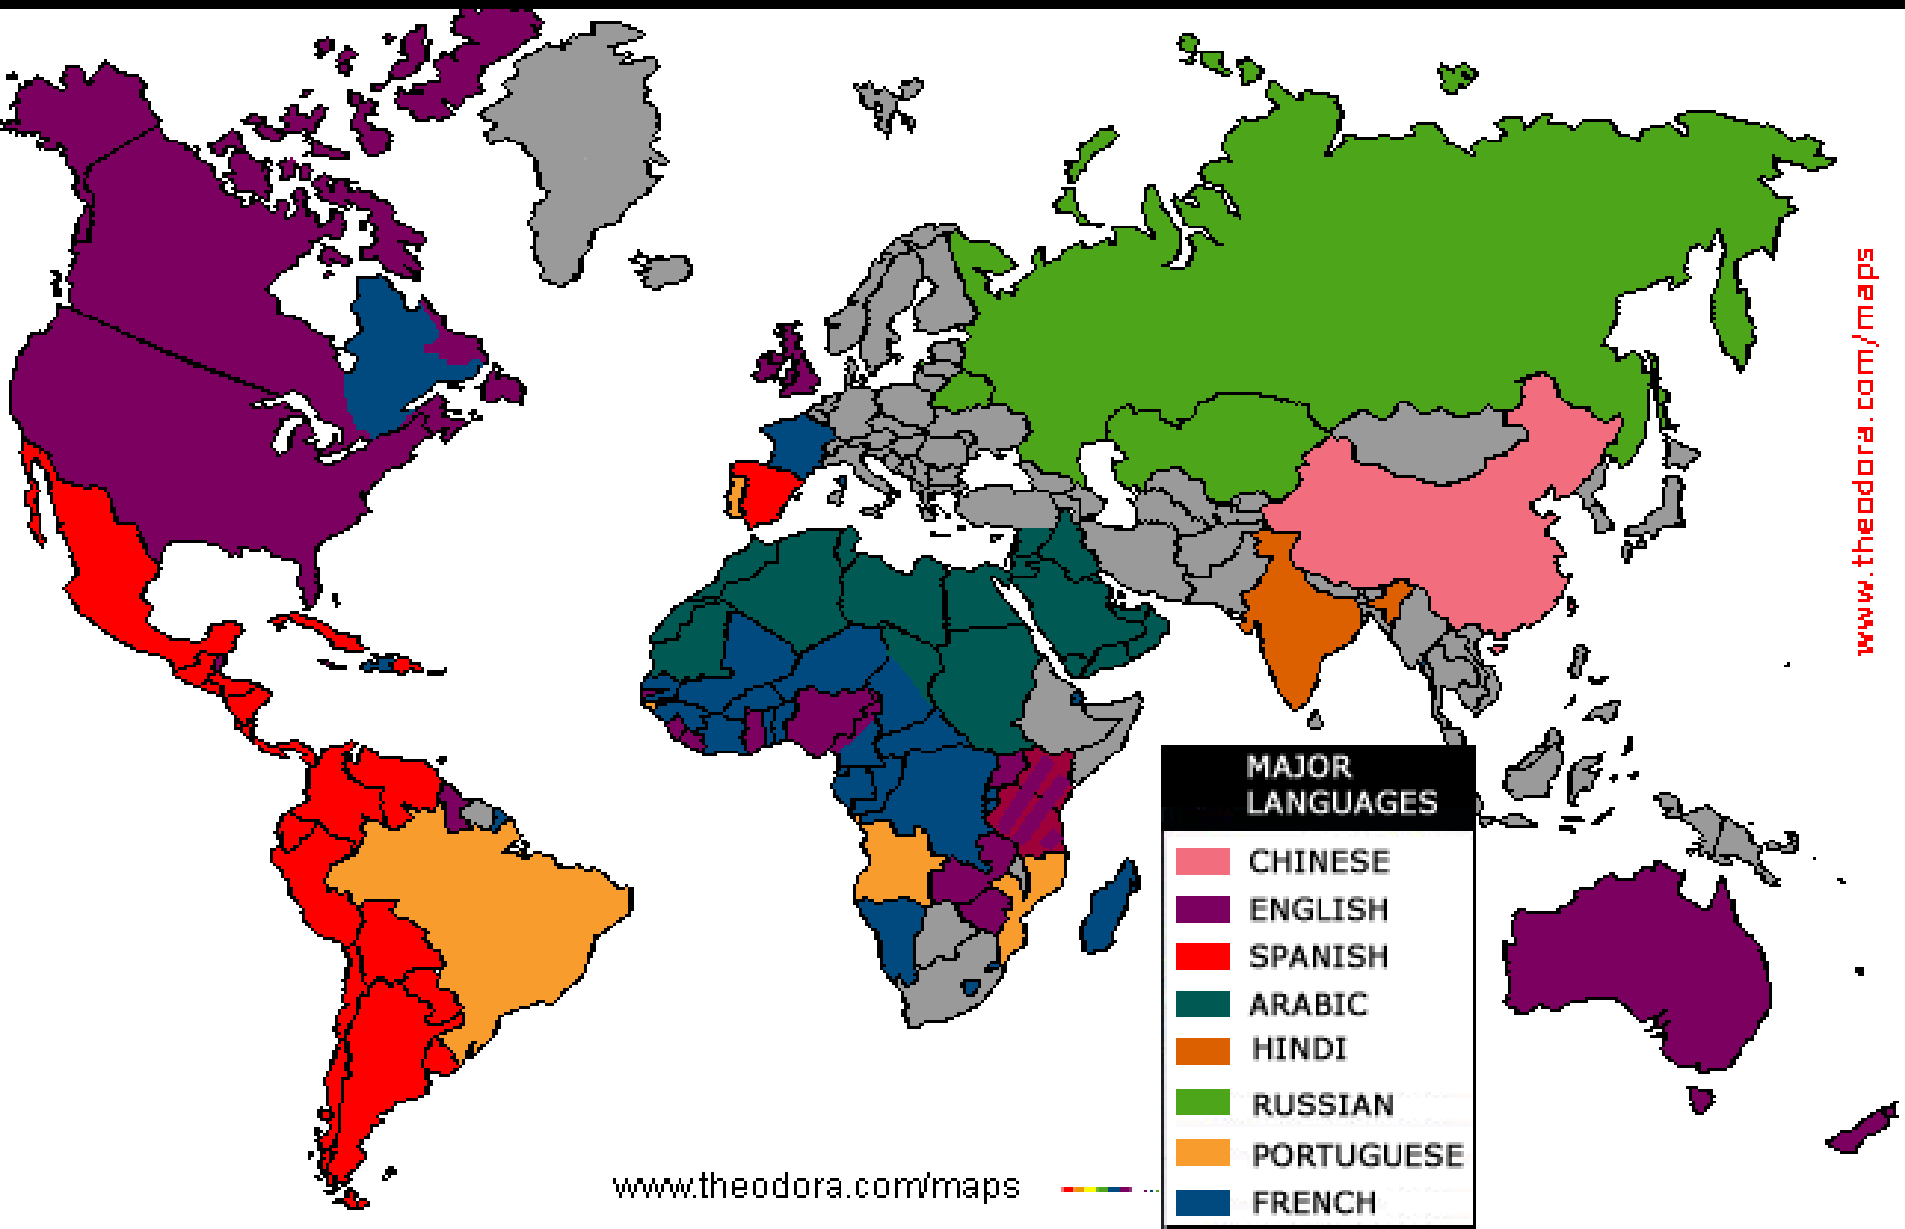 www.theodora.com/maps
MAJOR
LANGUAGES
CHINESE
ENGLISH
SPANISH
ARABIC
HINDI
RUSSIAN
PORTUGUESE
FRENCH
www.theodora.com/maps